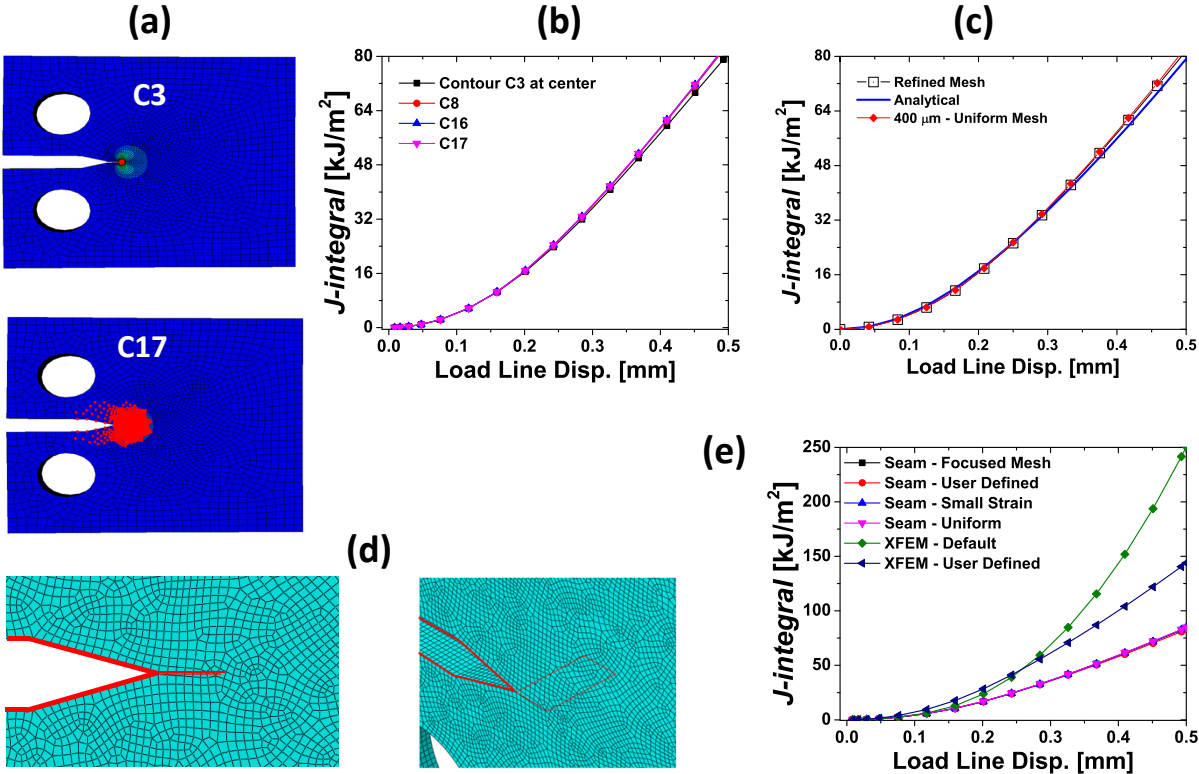 (a)
C3
C17
(b)
J-integral [kJ/m²]
80
64
48
32
16
0
Contour C3 at center
C8
C16
C17
0.0 0.1 0.2 0.3 0.4 0.5
Load Line Disp. [mm]
(c)
J-integral [kJ/m²]
80
64
48
32
16
0
Refined Mesh
Analytical
400 μm - Uniform Mesh
0.0 0.1 0.2 0.3 0.4 0.5
Load Line Disp. [mm]
(d)
(e)
J-integral [kJ/m²]
250
200
150
100
50
0
Seam - Focused Mesh
Seam - User Defined
Seam - Small Strain
Seam - Uniform
XFEM - Default
XFEM - User Defined
0.0 0.1 0.2 0.3 0.4 0.5
Load Line Disp. [mm]